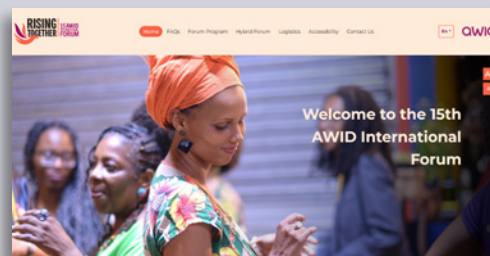 RISING
TOGETHER
15 AWID
FORUM
Home FAQs Forum Program Hybrid Forum Logistics Accessibility Contact Us
En
AWID
Welcome to the 15th
AWID International
Forum